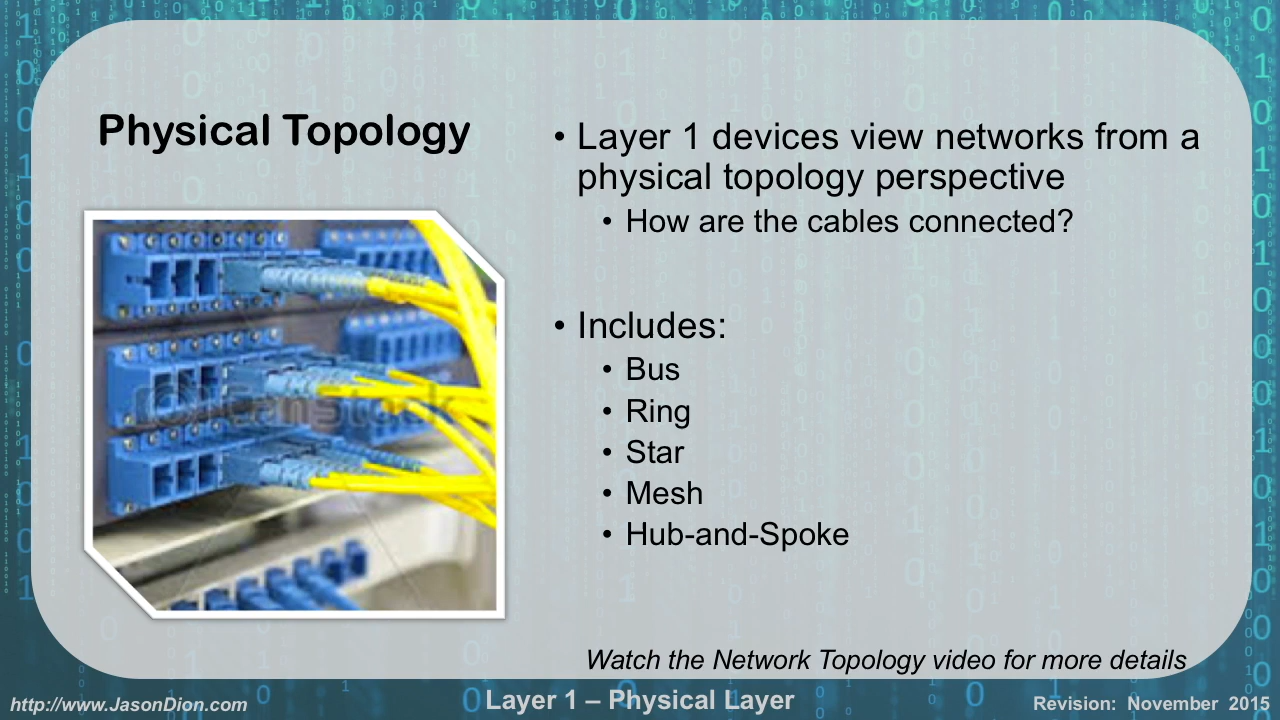 Physical Topology
• Layer 1 devices view networks from a
physical topology perspective
• How are the cables connected?
• Includes:
• Bus
• Ring
• Star
• Mesh
• Hub-and-Spoke
Watch the Network Topology video for more details
http://www.JasonDion.com
Layer 1 – Physical Layer
Revision: November 2015